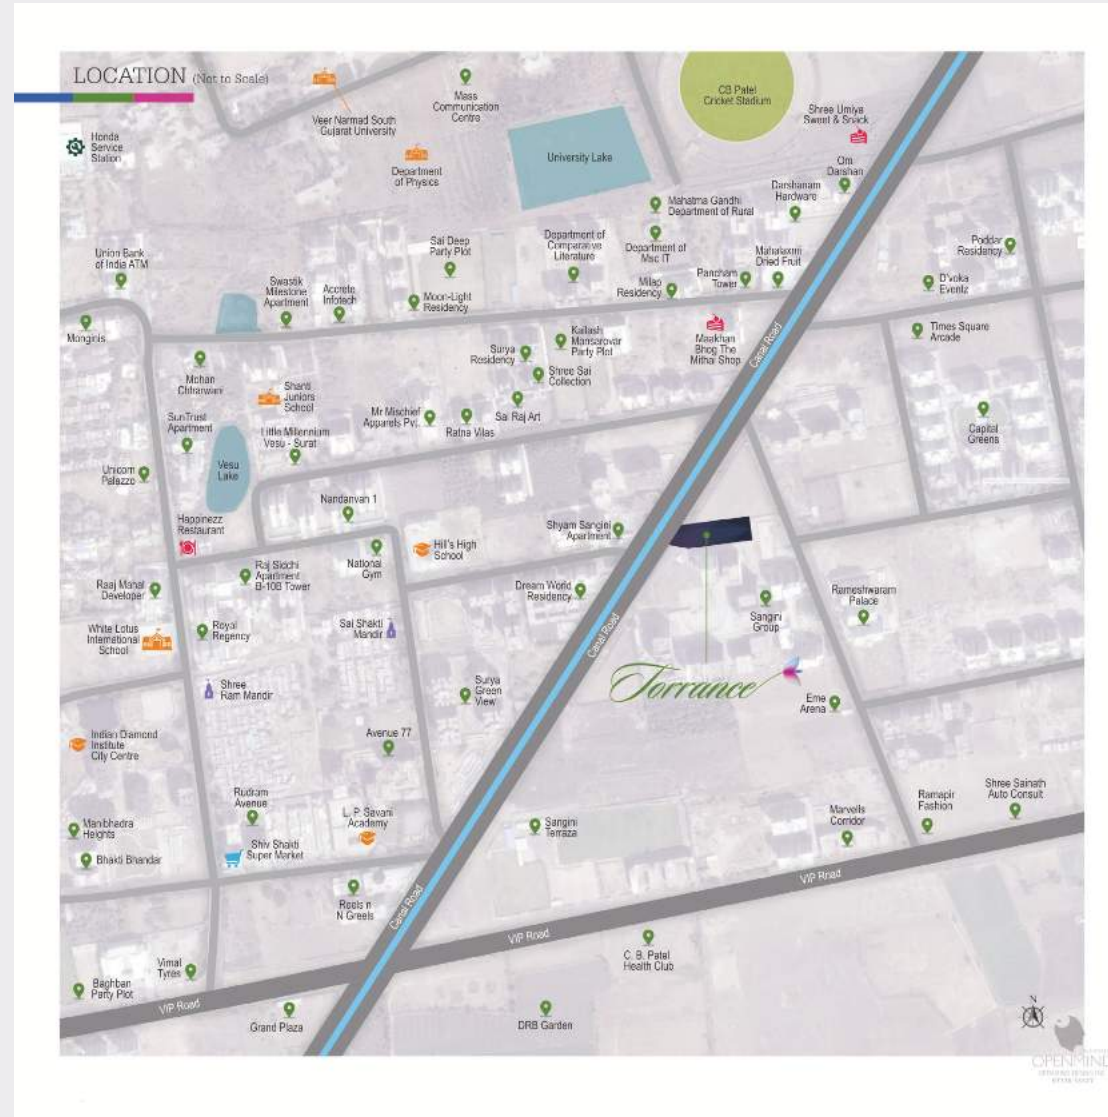 LOCATION (Not to Scale)
Mass
Communication
Centre
CB Patel
Cricket Stadium
Veer Narmad South
Gujarat University
Shree Umiya
Sweet & Snack
Honda
Service
Station
Department
of Physics
University Lake
Om
Darshan
Darshanam
Hardware
Mahatma Gandhi
Department of Rural
Union Bank
of India ATM
Sai Deep
Party Plot
Department of
Comparative
Literature
Department of
Msc IT
Mahalaxmi
Dried Fruit
Poddar
Residency
Swastik
Milestone
Apartment
Accrete
Infotech
Moon-Light
Residency
Milap
Residency
Pancham
Tower
D'voka
Eventz
Monginis
Kailash
Mansarovar
Party Plot
Maakhan
Bhog The
Mithai Shop
Canal Road
Times Square
Arcade
Surya
Residency
Shree Sai
Collection
Mohan
Chharwani
Shanti
Juniors
School
Mr Mischief
Apparels Pvt.
Ratna Vilas
Sai Raj Art
SunTrust
Apartment
Little Millennium
Vesu - Surat
Capital
Greens
Unicorn
Palazzo
Vesu
Lake
Nandanvan 1
Happinezz
Restaurant
Shyam Sangini
Apartment
Hill's High
School
National
Gym
Raj Siddhi
Apartment
B-10B Tower
Raaj Mahal
Developer
Dream World
Residency
Rameshwaram
Palace
Sangini
Group
White Lotus
International
School
Royal
Regency
Sai Shakti
Mandir
Canal Road
Torrance
Shree
Ram Mandir
Surya
Green
View
Eme
Arena
Indian Diamond
Institute
City Centre
Avenue 77
Rudram
Avenue
L. P. Savani
Academy
Sangini
Terraza
Marvells
Corridor
Ramapir
Fashion
Shree Sainath
Auto Consult
Manibhadra
Heights
Bhakti Bhandar
Shiv Shakti
Super Market
Reels n
N Greels
Canal Road
VIP Road
VIP Road
C. B. Patel
Health Club
Vimal
Tyres
Baghban
Party Plot
VIP Road
Grand Plaza
DRB Garden
N
OPENMIND